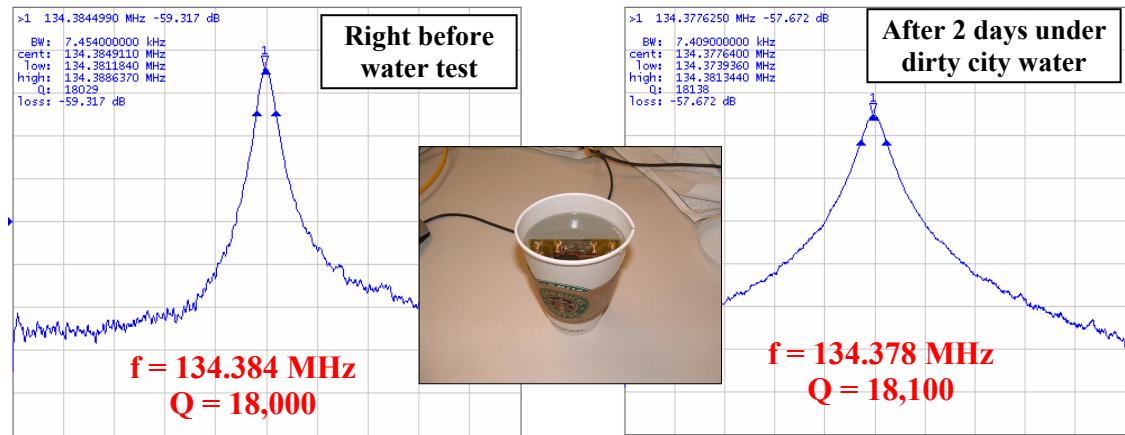 >1 134.3844990 MHz -59.317 dB
BW: 7.454000000 kHz
cent: 134.3849110 MHz
low: 134.3811840 MHz
high: 134.3886370 MHz
Q: 18029
loss: -59.317 dB
1
Right before
water test
f = 134.384 MHz
Q = 18,000
>1 134.3776250 MHz -57.672 dB
BW: 7.409000000 kHz
cent: 134.3776400 MHz
low: 134.3739360 MHz
high: 134.3813440 MHz
Q: 18138
loss: -57.672 dB
1
After 2 days under
dirty city water
f = 134.378 MHz
Q = 18,100